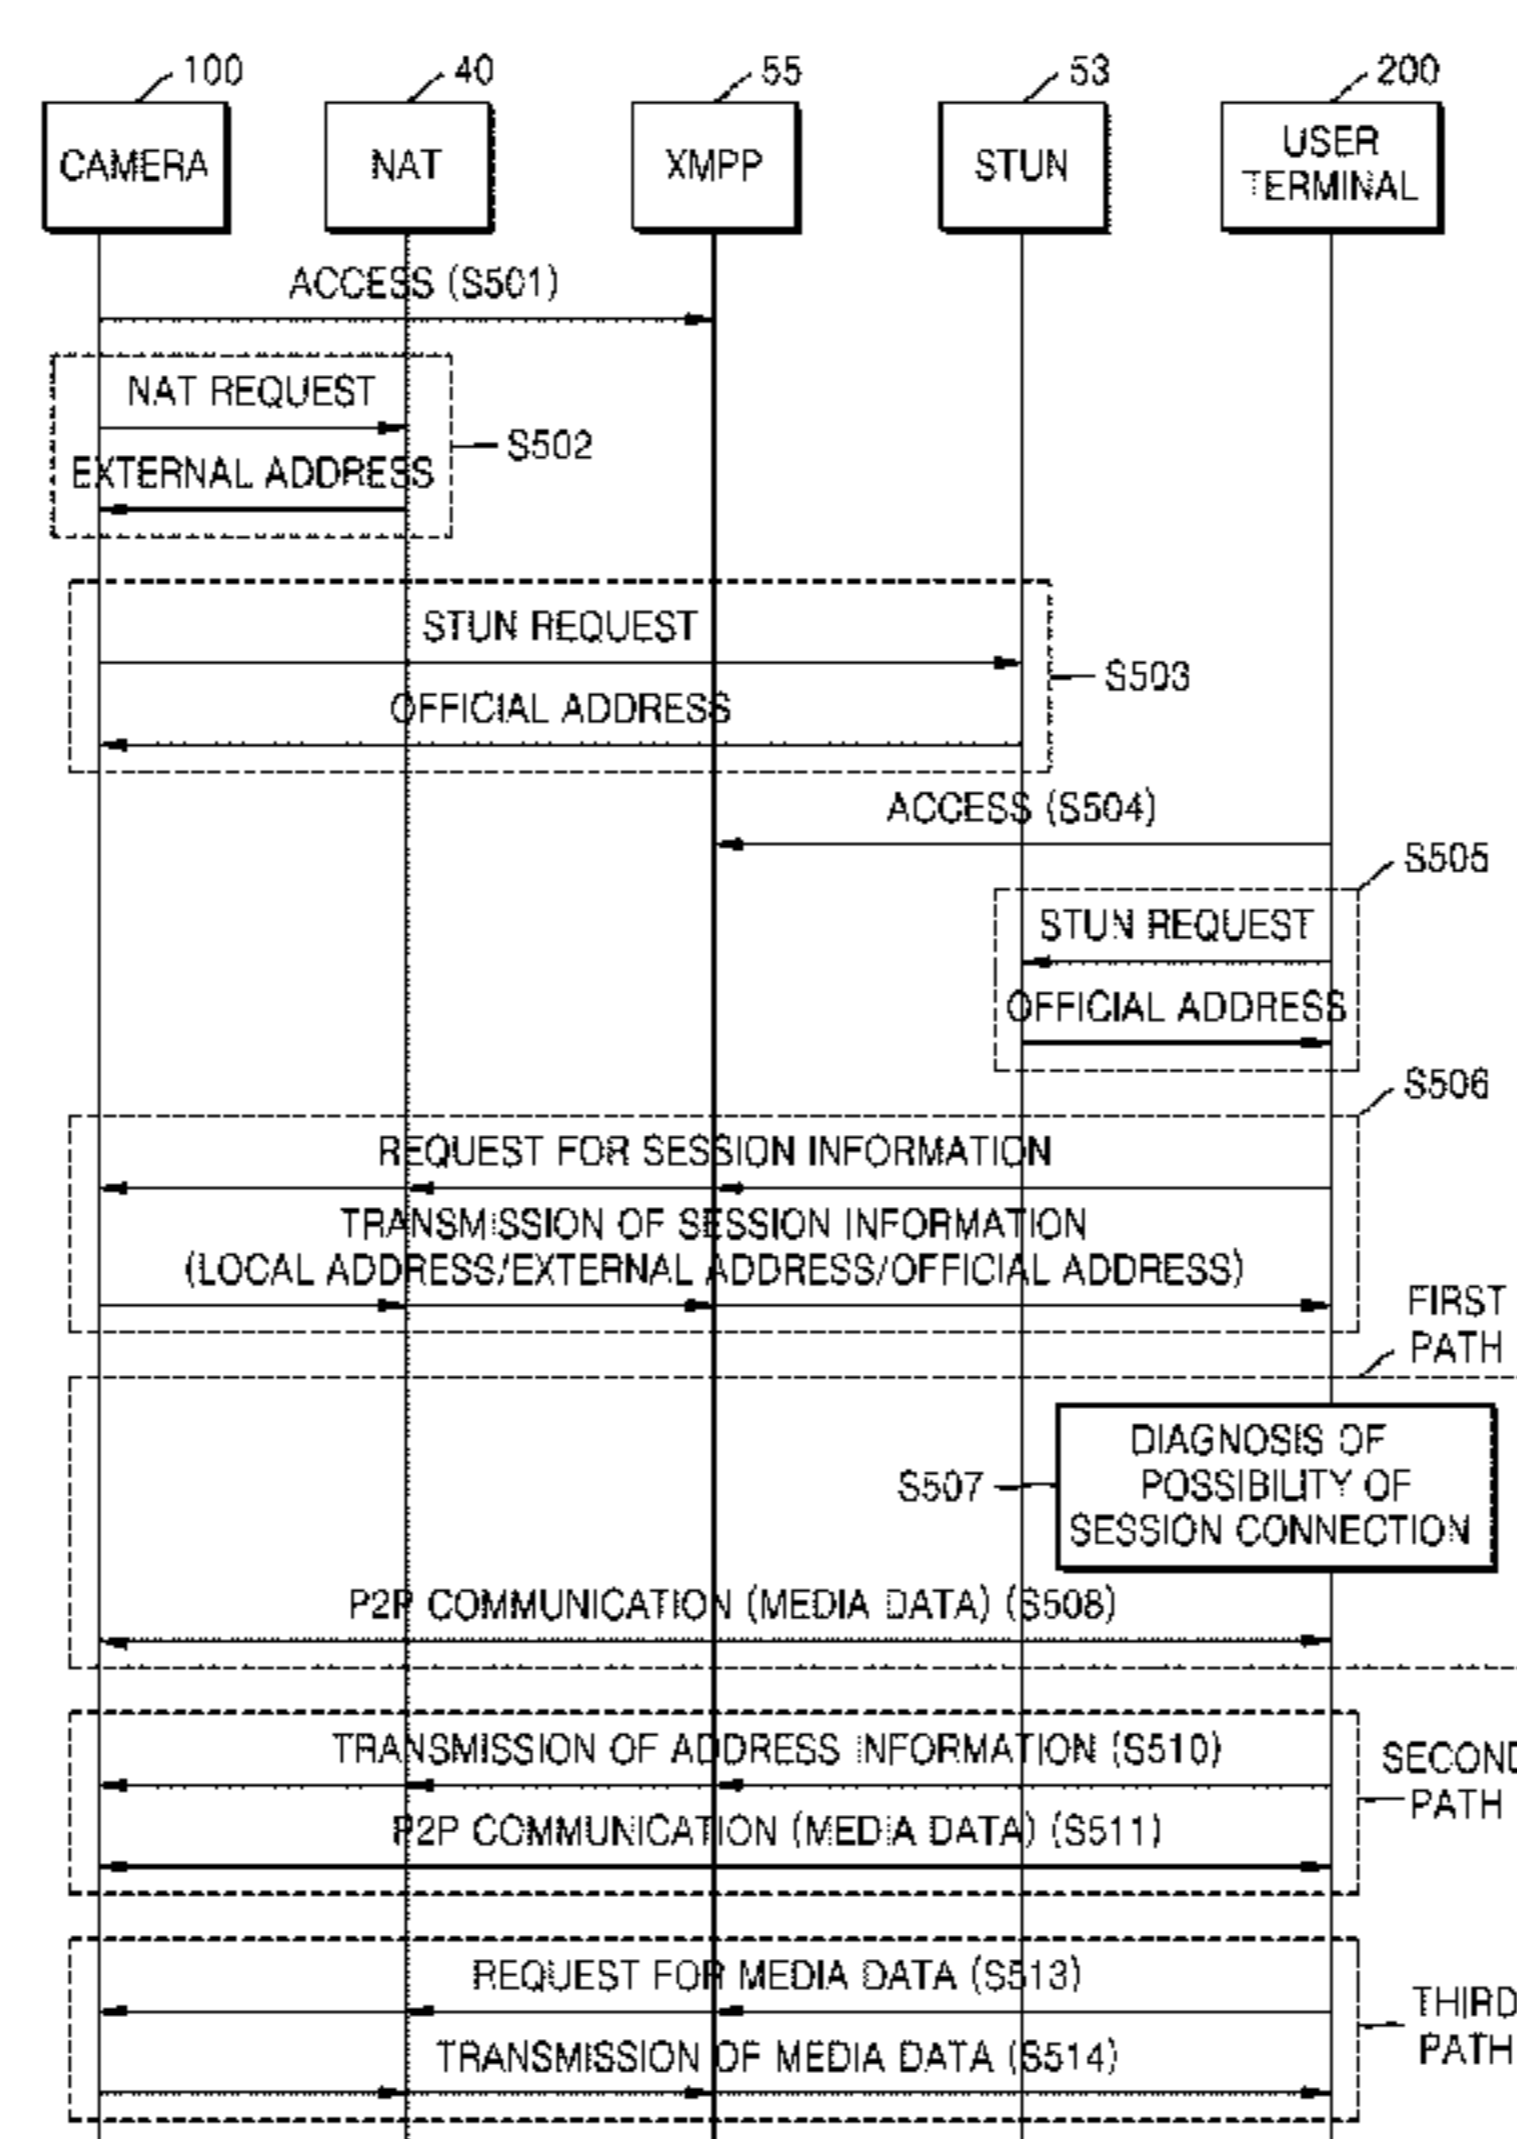 100
40
55
53
200
CAMERA
NAT
XMPP
STUN
USER
TERMINAL
ACCESS (S501)
NAT REQUEST
EXTERNAL ADDRESS
S502
STUN REQUEST
OFFICIAL ADDRESS
S503
ACCESS (S504)
S505
STUN REQUEST
OFFICIAL ADDRESS
S506
REQUEST FOR SESSION INFORMATION
TRANSMISSION OF SESSION INFORMATION
(LOCAL ADDRESS/EXTERNAL ADDRESS/OFFICIAL ADDRESS)
FIRST
PATH
DIAGNOSIS OF
POSSIBILITY OF
SESSION CONNECTION
S507
P2P COMMUNICATION (MEDIA DATA) (S508)
TRANSMISSION OF ADDRESS INFORMATION (S510)
P2P COMMUNICATION (MEDIA DATA) (S511)
SECOND
PATH
REQUEST FOR MEDIA DATA (S513)
TRANSMISSION OF MEDIA DATA (S514)
THIRD
PATH